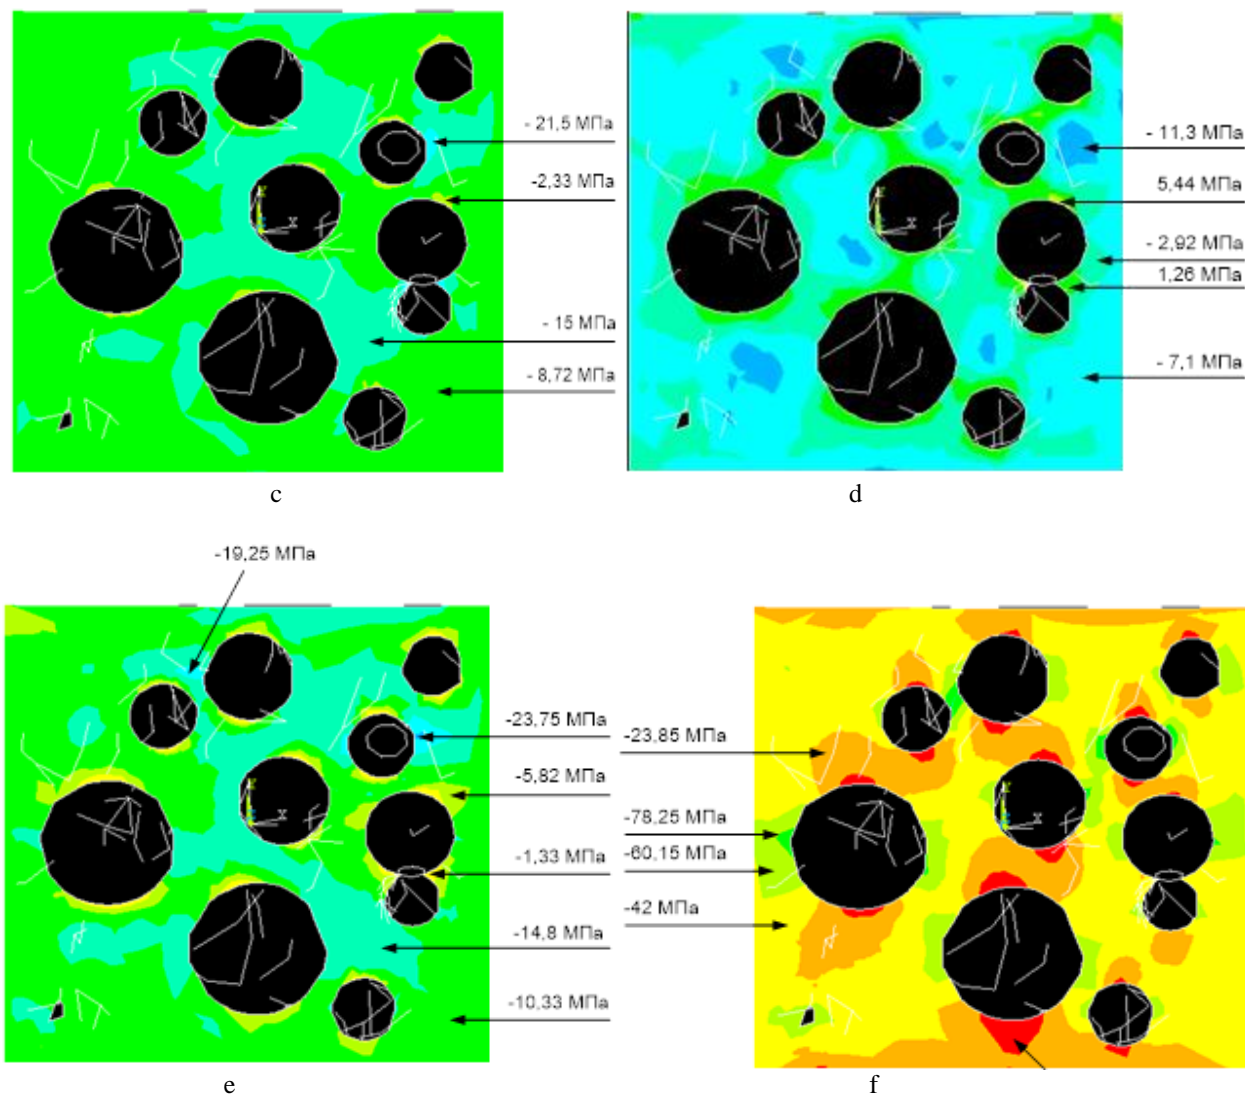 - 21,5 МПа
-2,33 МПа
- 15 МПа
- 8,72 МПа
X
c
- 11,3 МПа
5,44 МПа
- 2,92 МПа
1,26 МПа
- 7,1 МПа
X
d
-19,25 МПа
-23,75 МПа
-5,82 МПа
-1,33 МПа
-14,8 МПа
-10,33 МПа
X
e
-23,85 МПа
-78,25 МПа
-60,15 МПа
-42 МПа
X
f